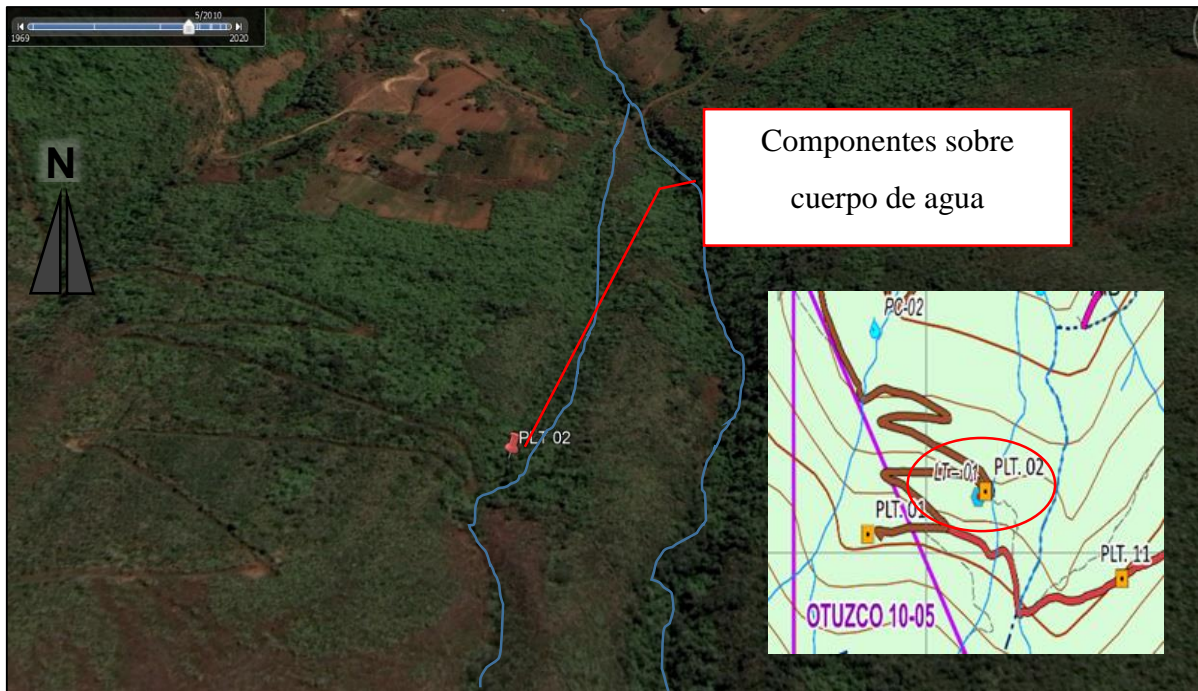 5/2010
1969
2020
N
Componentes sobre
cuerpo de agua
PLT 02
PC-02
LT-01
PLT. 02
PLT. 01
PLT. 11
OTUZCO 10-05